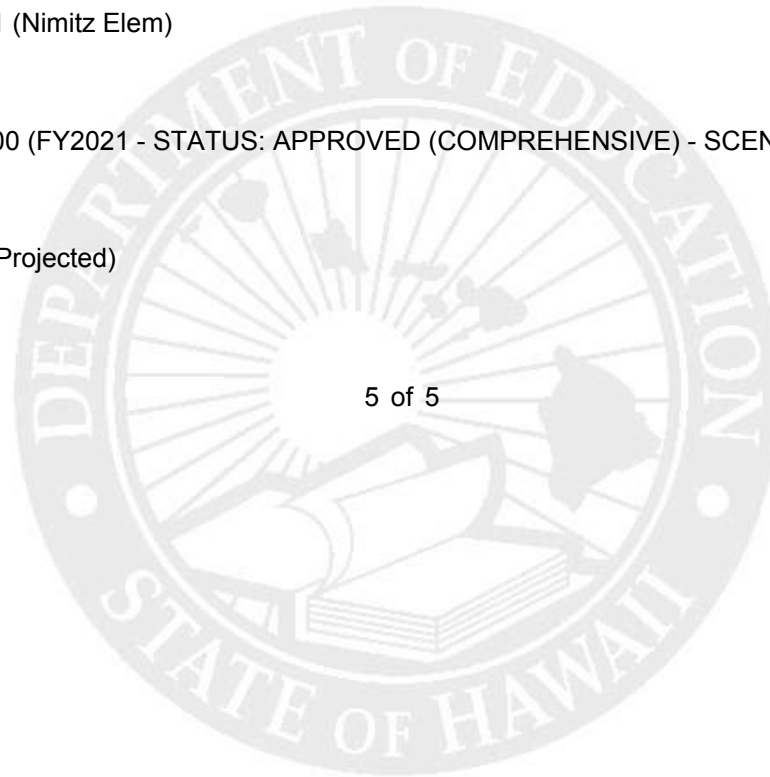 (Nimitz Elem)
00 (FY2021 - STATUS: APPROVED (COMPREHENSIVE) - SCEN
Projected)
5 of 5
DEPARTMENT OF EDUCATION
STATE OF HAWAII